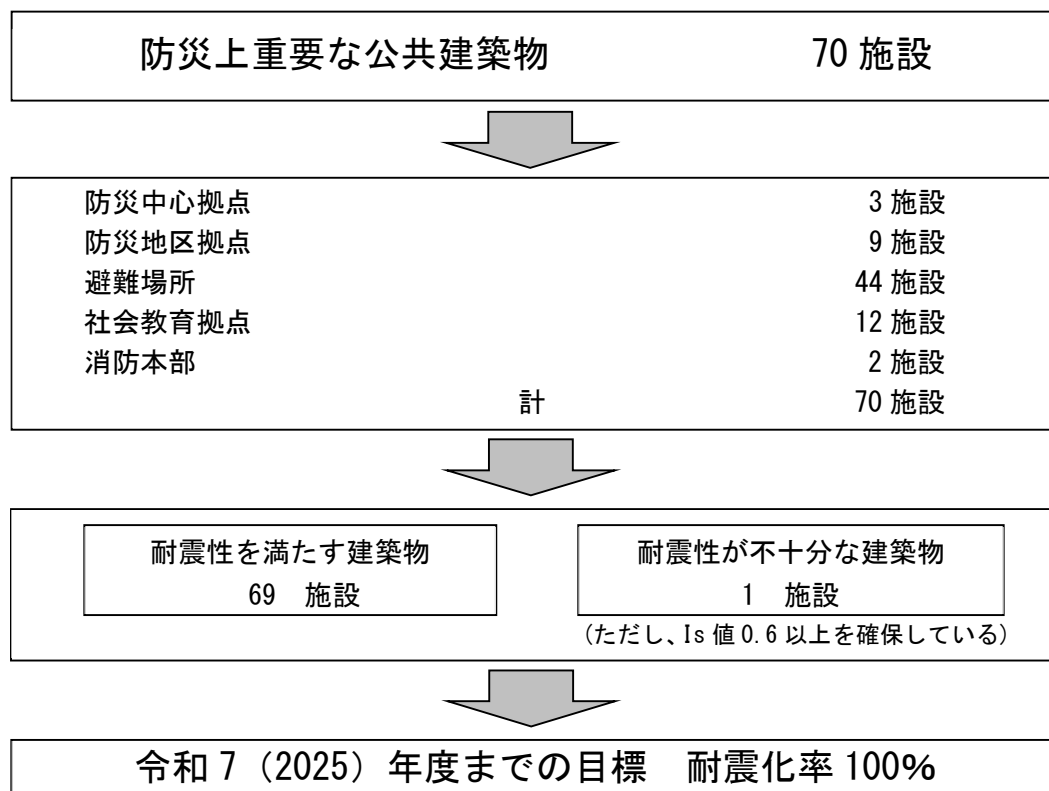 防災上重要な公共建築物 70 施設
防災中心拠点 3 施設
防災地区拠点 9 施設
避難場所 44 施設
社会教育拠点 12 施設
消防本部 2 施設
計 70 施設
耐震性を満たす建築物
69 施設
耐震性が不十分な建築物
1 施設
(ただし、Is 値 0.6 以上を確保している)
令和 7（2025）年度までの目標 耐震化率 100%